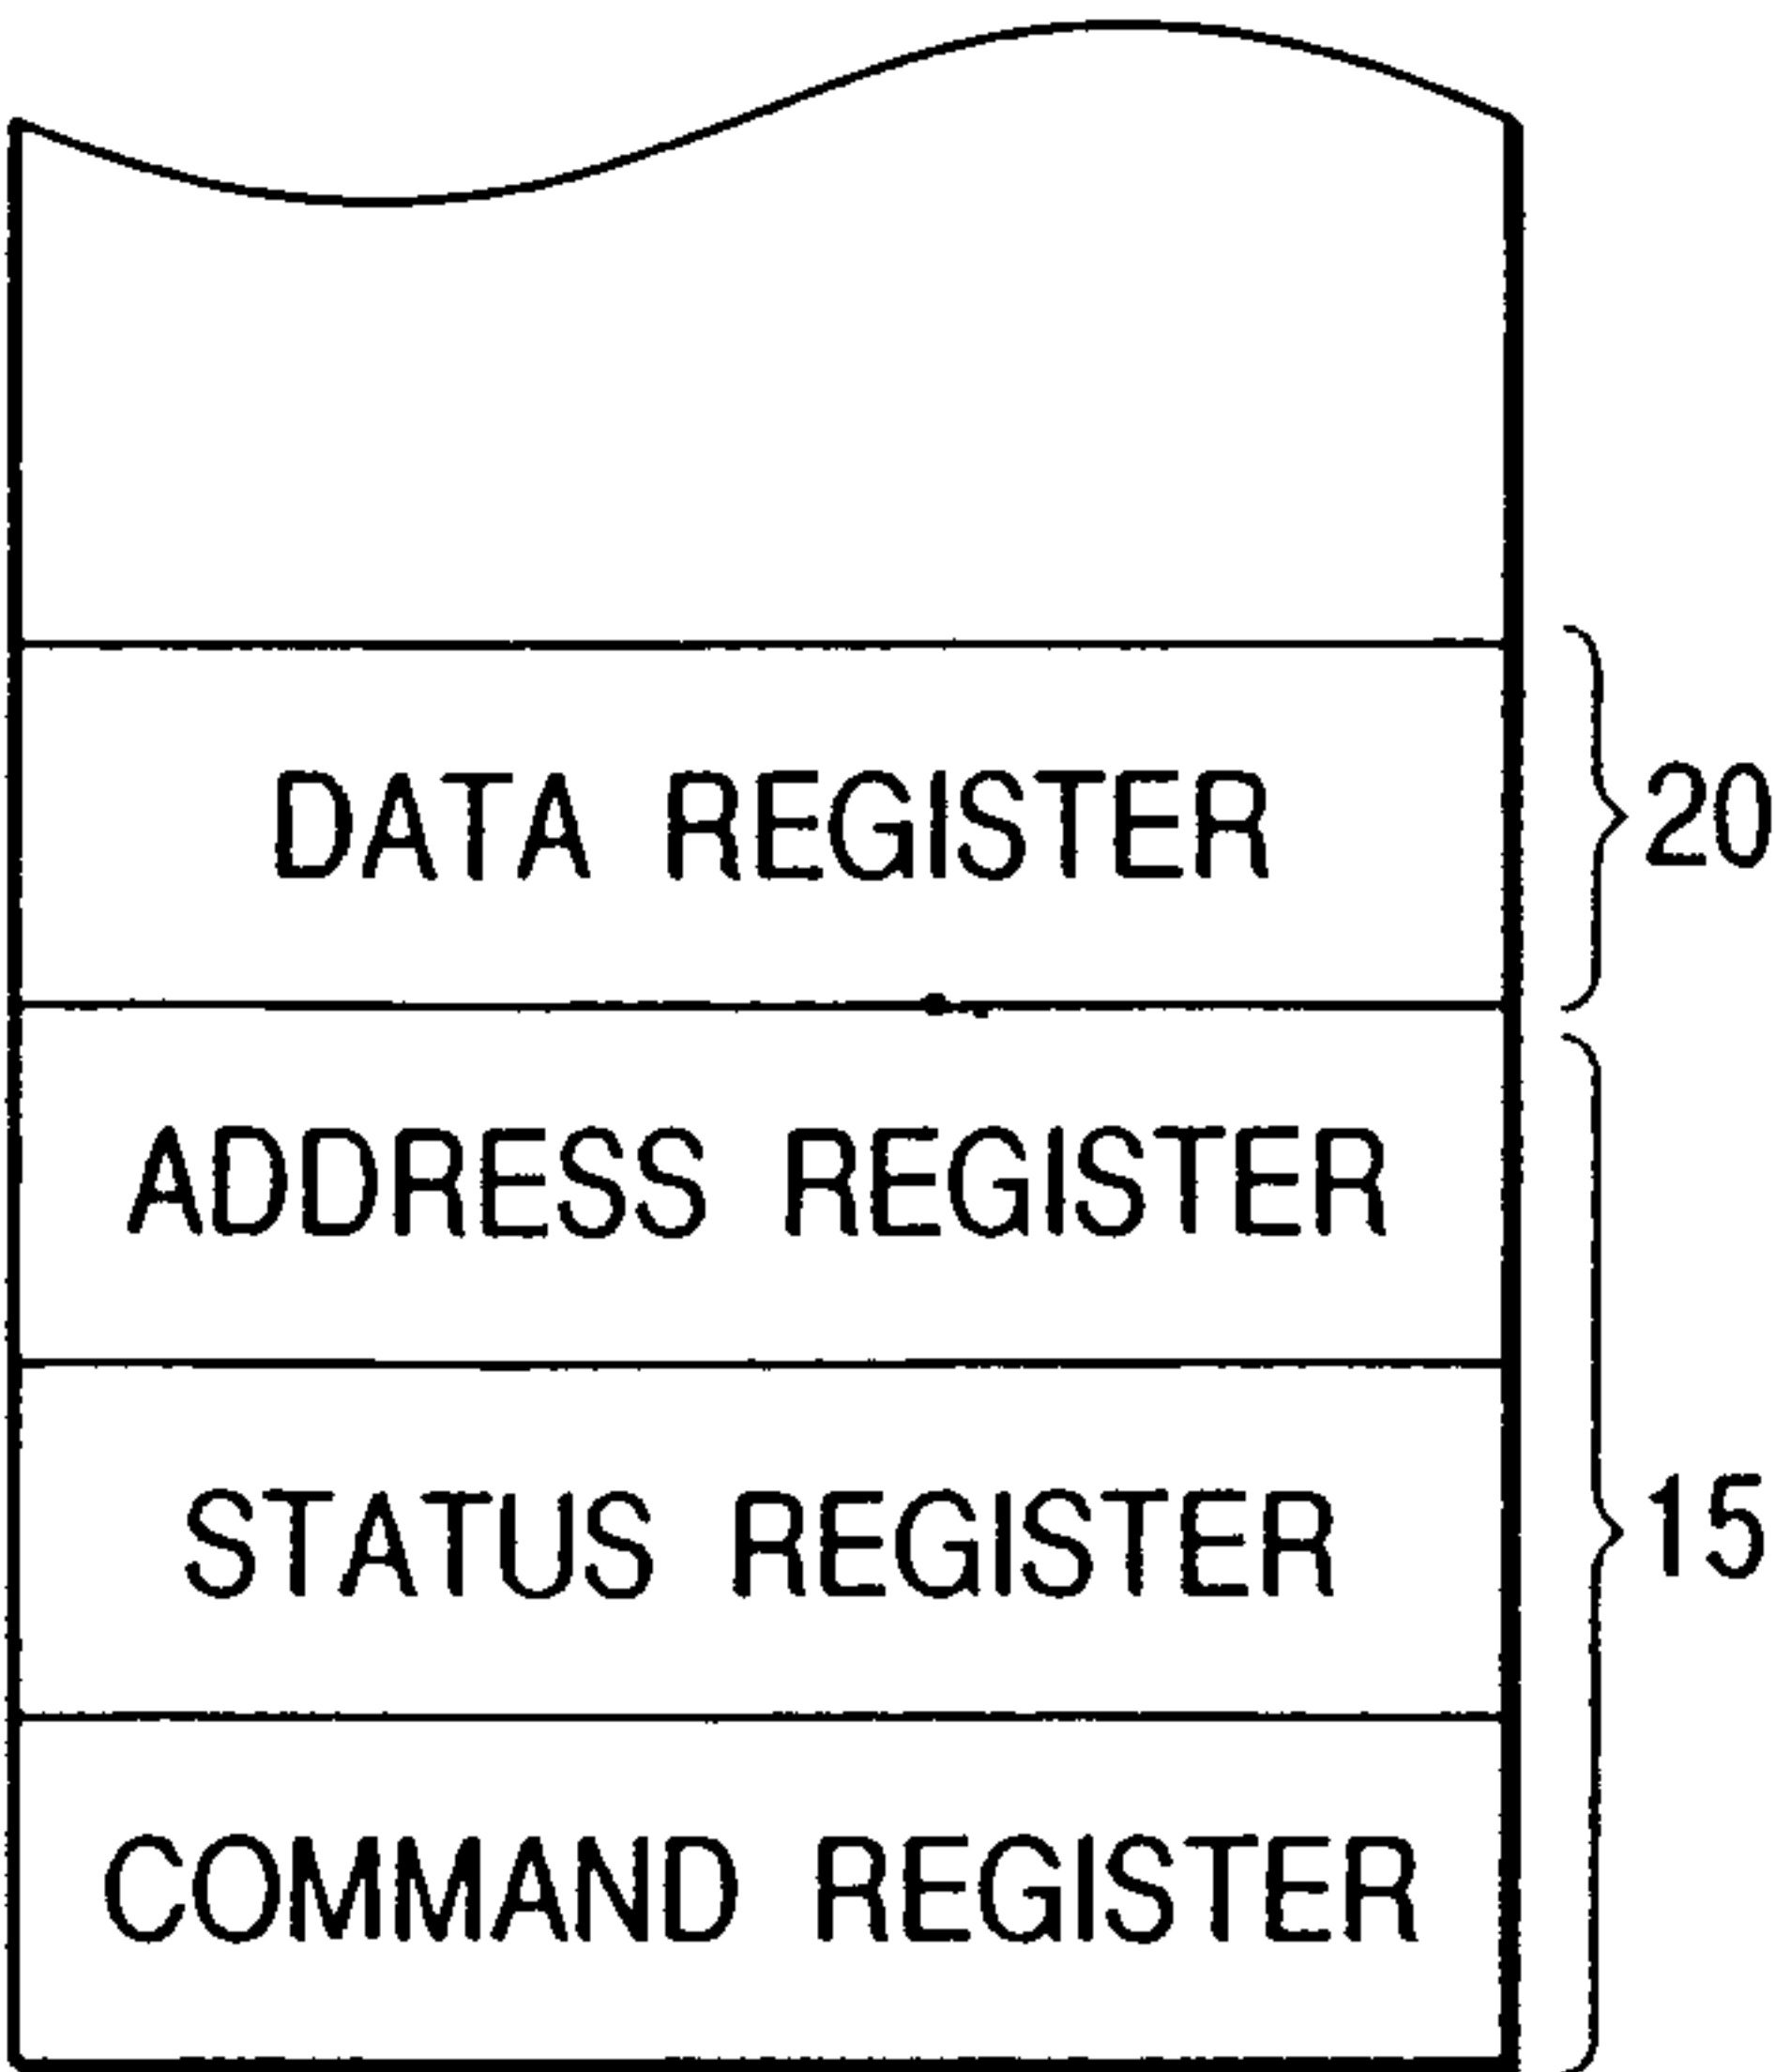 DATA REGISTER
20
ADDRESS REGISTER
STATUS REGISTER
15
COMMAND REGISTER